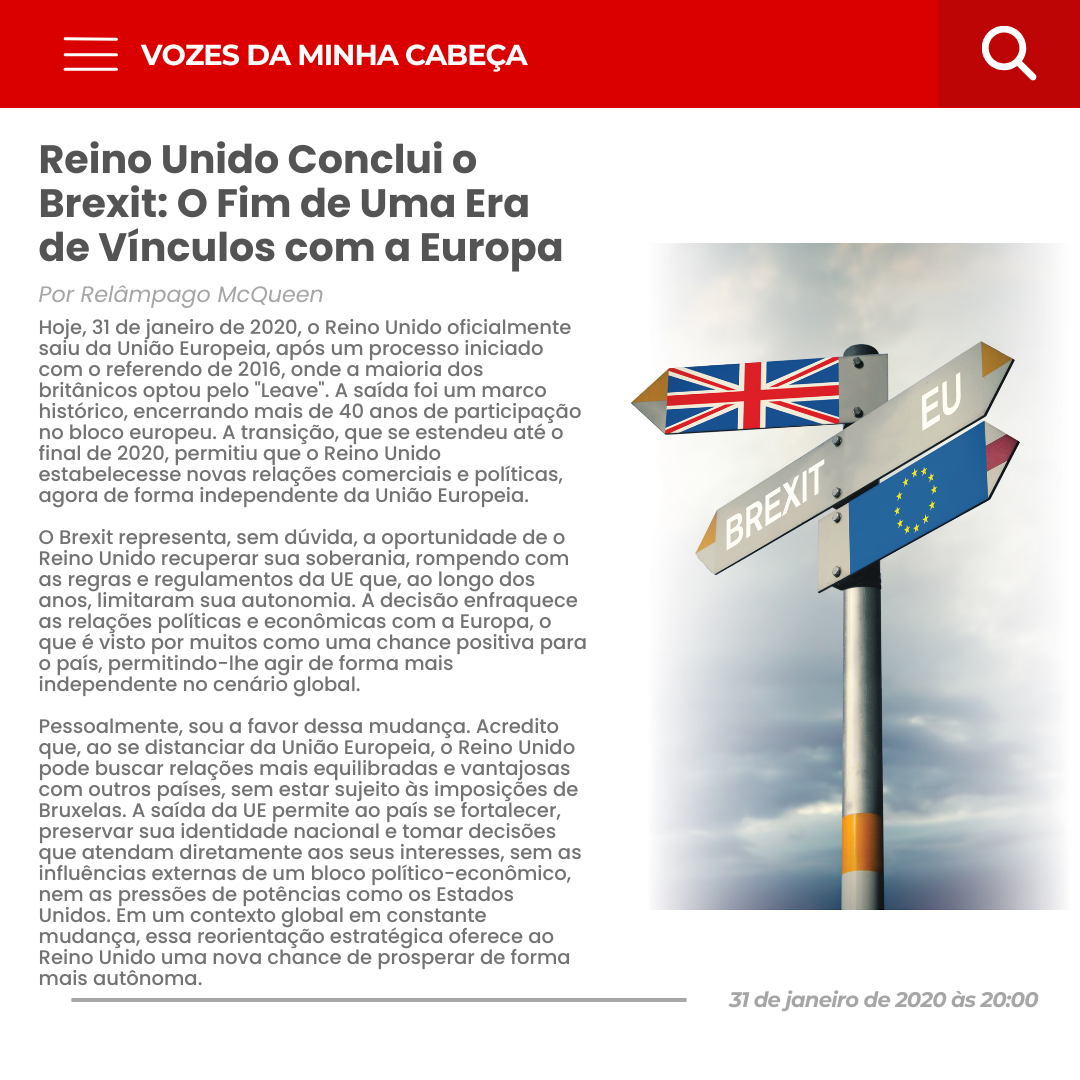 VOZES DA MINHA CABEÇA
Reino Unido Conclui o
Brexit: O Fim de Uma Era
de Vínculos com a Europa
Por Relâmpago McQueen
Hoje, 31 de janeiro de 2020, o Reino Unido oficialmente
saiu da União Europeia, após um processo iniciado
com o referendo de 2016, onde a maioria dos
britânicos optou pelo "Leave". A saída foi um marco
histórico, encerrando mais de 40 anos de participação
no bloco europeu. A transição, que se estendeu até o
final de 2020, permitiu que o Reino Unido
estabelecesse novas relações comerciais e políticas,
agora de forma independente da União Europeia.
O Brexit representa, sem dúvida, a oportunidade de o
Reino Unido recuperar sua soberania, rompendo com
as regras e regulamentos da UE que, ao longo dos
anos, limitaram sua autonomia. A decisão enfraquece
as relações políticas e econômicas com a Europa, o
que é visto por muitos como uma chance positiva para
o país, permitindo-lhe agir de forma mais
independente no cenário global.
Pessoalmente, sou a favor dessa mudança. Acredito
que, ao se distanciar da União Europeia, o Reino Unido
pode buscar relações mais equilibradas e vantajosas
com outros países, sem estar sujeito às imposições de
Bruxelas. A saída da UE permite ao país se fortalecer,
preservar sua identidade nacional e tomar decisões
que atendam diretamente aos seus interesses, sem as
influências externas de um bloco político-econômico,
nem as pressões de potências como os Estados
Unidos. Em um contexto global em constante
mudança, essa reorientação estratégica oferece ao
Reino Unido uma nova chance de prosperar de forma
mais autônoma.
EU
BREXIT
31 de janeiro de 2020 às 20:00